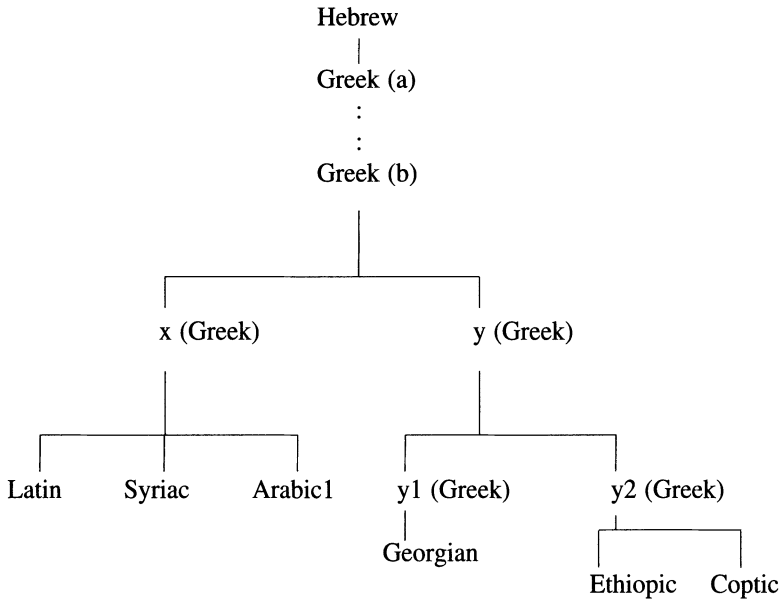 Hebrew
Greek (a)
:
:
Greek (b)
x (Greek) y (Greek)
Latin Syriac Arabic1 y1 (Greek) y2 (Greek)
Georgian
Ethiopic Coptic